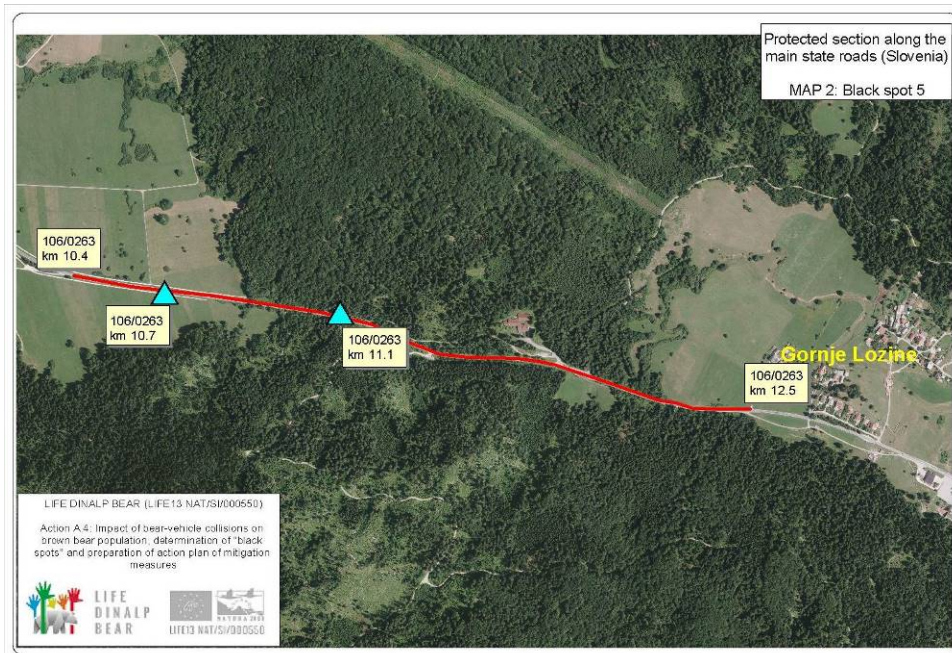 Protected section along the
main state roads (Slovenia)
MAP 2: Black spot 5
106/0263
km 10.4
106/0263
km 10.7
106/0263
km 11.1
Gornje Lozine
106/0263
km 12.5
LIFE DINALP BEAR (LIFE13 NAT/SI/000550)
Action A.4: Impact of bear-vehicle collisions on
brown bear population, determination of "black
spots" and preparation of action plan of mitigation
measures
LIFE
DINALP
BEAR
NATURA 2000
LIFE13 NAT/SI/000550